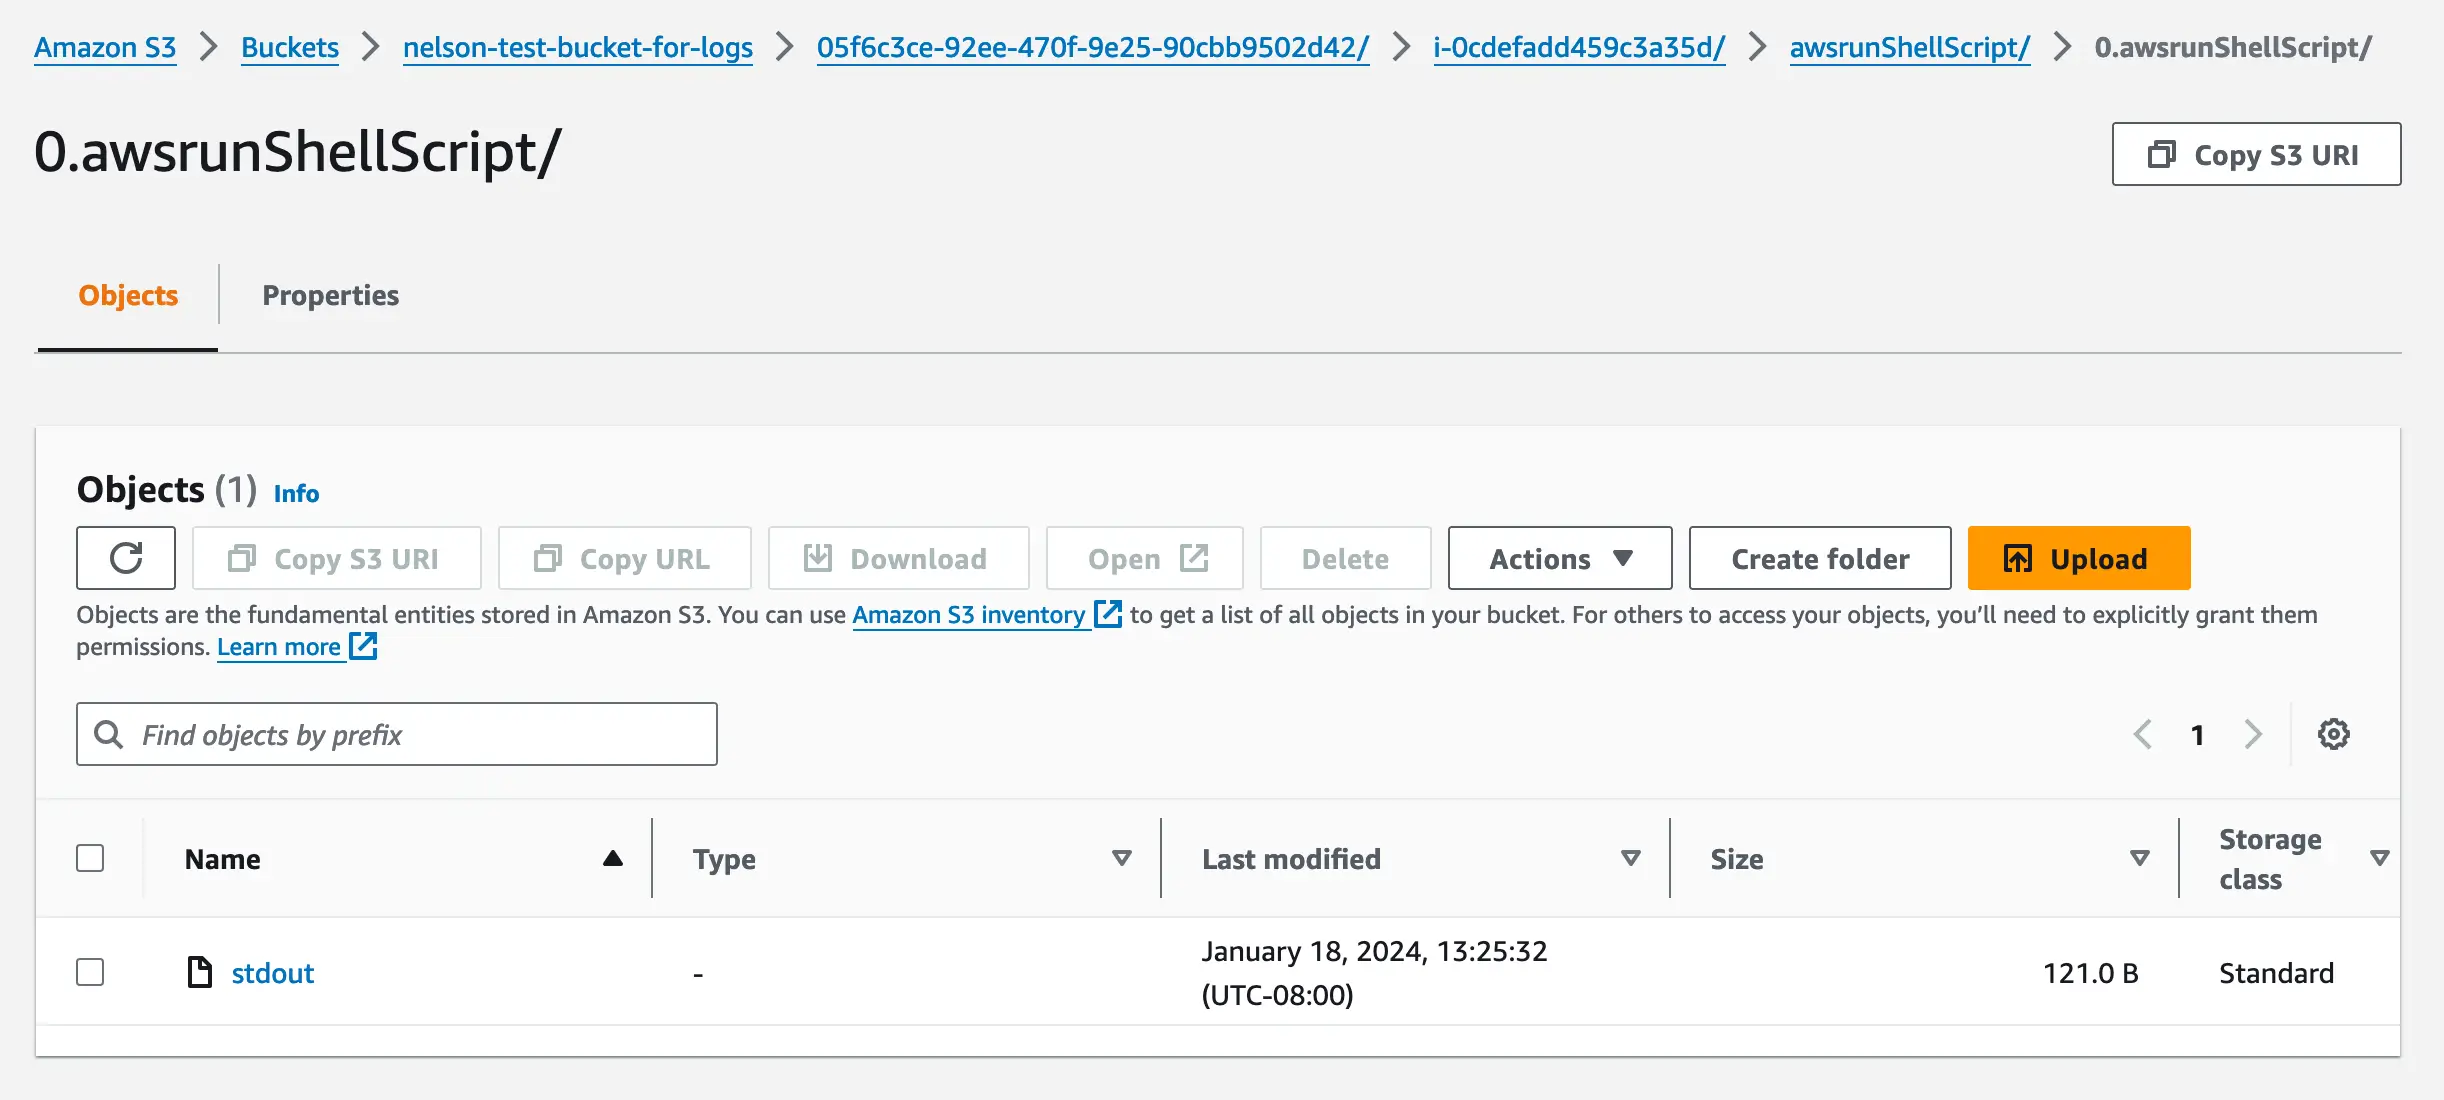 Amazon S3 > Buckets > nelson-test-bucket-for-logs > 05f6c3ce-92ee-470f-9e25-90cbb9502d42/ > i-0cdefadd459c3a35d/ > awsrunShellScript/ > 0.awsrunShellScript/
0.awsrunShellScript/
Copy S3 URI
Objects
Properties
Objects (1) Info
Copy S3 URI
Copy URL
Download
Open
Delete
Actions
Create folder
Upload
Objects are the fundamental entities stored in Amazon S3. You can use Amazon S3 inventory to get a list of all objects in your bucket. For others to access your objects, you’ll need to explicitly grant them
permissions. Learn more
Find objects by prefix
1
Name
Type
Last modified
Size
Storage
class
stdout
-
January 18, 2024, 13:25:32
(UTC-08:00)
121.0 B
Standard